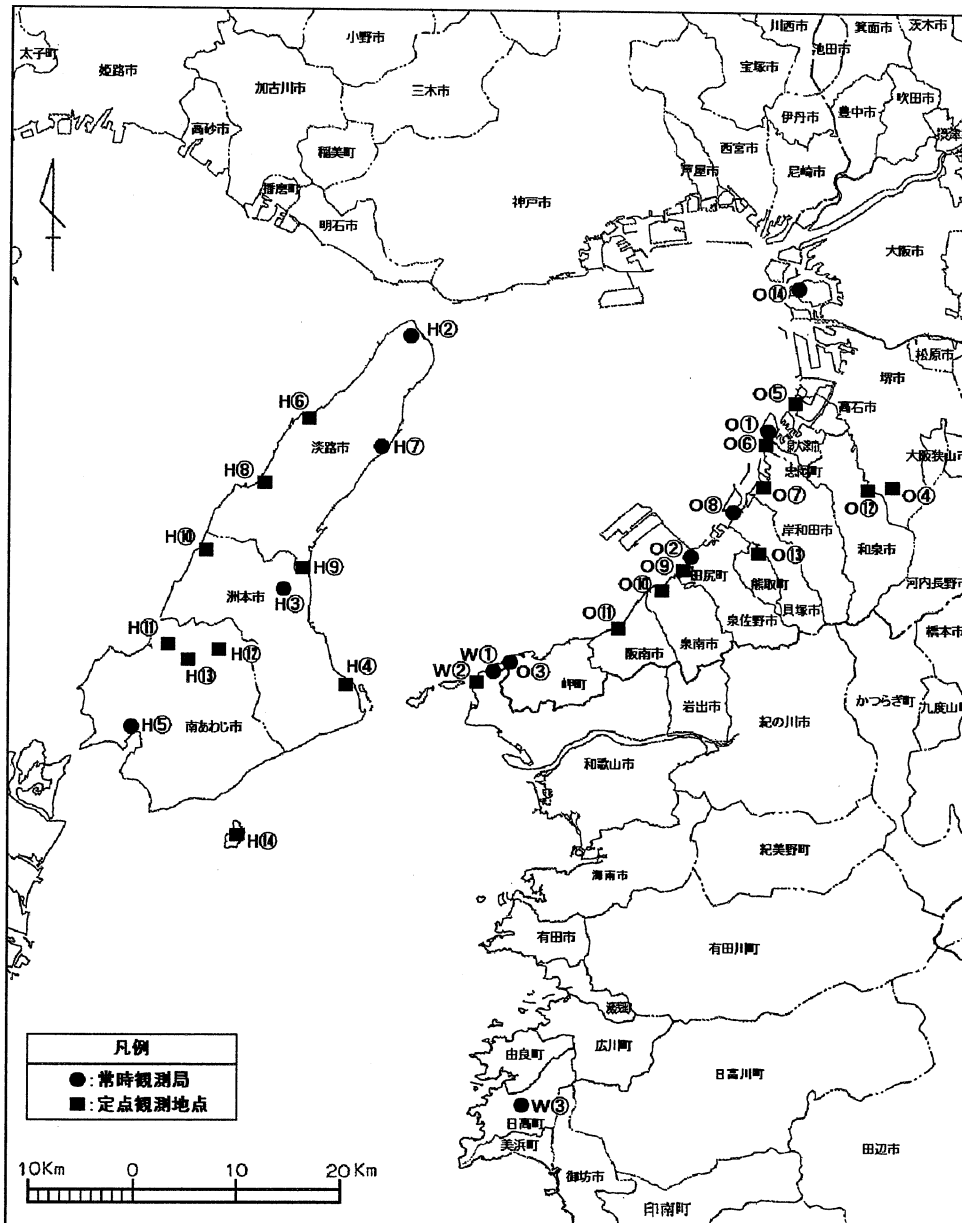 小野市
川西市
箕面市
茨木市
太子町
池田市
姫路市
宝塚市
加古川市
三木市
吹田市
伊丹市
豊中市
高砂市
西宮市
稲美町
芦屋市
尼崎市
播磨町
神戸市
明石市
大阪市
O⑭
H②
松原市
堺市
O⑤
高石市
H⑥
O①
淡路市
O⑥
H⑦
忠岡町
大阪狭山市
H⑧
O⑦
O⑫
O④
O⑧
岸和田市
和泉市
H⑩
O②
H⑨
O⑨
田尻町
O⑬
熊取町
O⑩
河内長野市
洲本市
H③
貝塚市
泉佐野市
O⑪
橋本市
H⑪
泉南市
H⑫
阪南市
W①
H⑬
H④
W②
O③
岬町
かつらぎ町
九度山町
岩出市
紀の川市
H⑤
南あわじ市
和歌山市
H⑭
紀美野町
海南市
有田市
有田川町
湯浅町
凡例
由良町
広川町
日高川町
●:常時観測局
■:定点観測地点
W③
日高町
美浜町
田辺市
10Km
0
10
20Km
御坊市
印南町